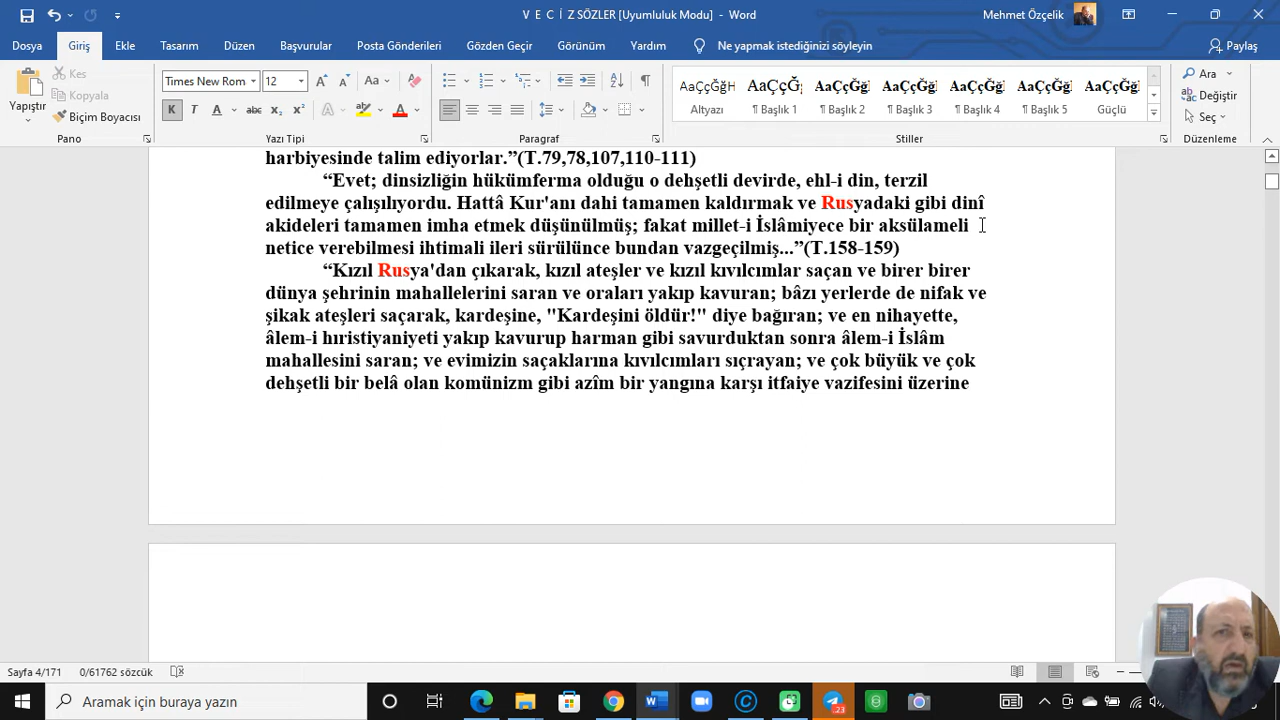 V E C İ Z SÖZLER [Uyumluluk Modu] - Word
Mehmet Özçelik
Dosya Giriş Ekle Tasarım Düzen Başvurular Posta Gönderileri Gözden Geçir Görünüm Yardım Ne yapmak istediğinizi söyleyin Paylaş
Kes
Kopyala
Biçim Boyacısı
Yapıştır
Times New Rom 12
Aa
K T A abc x₂ x² A A
AaÇçĞğH AaÇçĞ AaÇçĞğ AaÇçĞğ AaÇçĞğ AaÇçĞğ AaÇçĞğH
Altyazı ¶ Başlık 1 ¶ Başlık 2 ¶ Başlık 3 ¶ Başlık 4 ¶ Başlık 5 Güçlü
Ara
Değiştir
Seç
Pano Yazı Tipi Paragraf Stiller Düzenleme
harbiyesinde talim ediyorlar.”(T.79,78,107,110-111)
“Evet; dinsizliğin hükümferma olduğu o dehşetli devirde, ehl-i din, terzil
edilmeye çalışılıyordu. Hattâ Kur'anı dahi tamamen kaldırmak ve Rusyadaki gibi dinî
akideleri tamamen imha etmek düşünülmüş; fakat millet-i İslâmiyece bir aksülameli
netice verebilmesi ihtimali ileri sürülünce bundan vazgeçilmiş...”(T.158-159)
“Kızıl Rusya'dan çıkarak, kızıl ateşler ve kızıl kıvılcımlar saçan ve birer birer
dünya şehrinin mahallelerini saran ve oraları yakıp kavuran; bâzı yerlerde de nifak ve
şikak ateşleri saçarak, kardeşine, "Kardeşini öldür!" diye bağıran; ve en nihayette,
âlem-i hıristiyaniyeti yakıp kavurup harman gibi savurduktan sonra âlem-i İslâm
mahallesini saran; ve evimizin saçaklarına kıvılcımları sıçrayan; ve çok büyük ve çok
dehşetli bir belâ olan komünizm gibi azîm bir yangına karşı itfaiye vazifesini üzerine
Sayfa 4/171 0/61762 sözcük
Aramak için buraya yazın
23